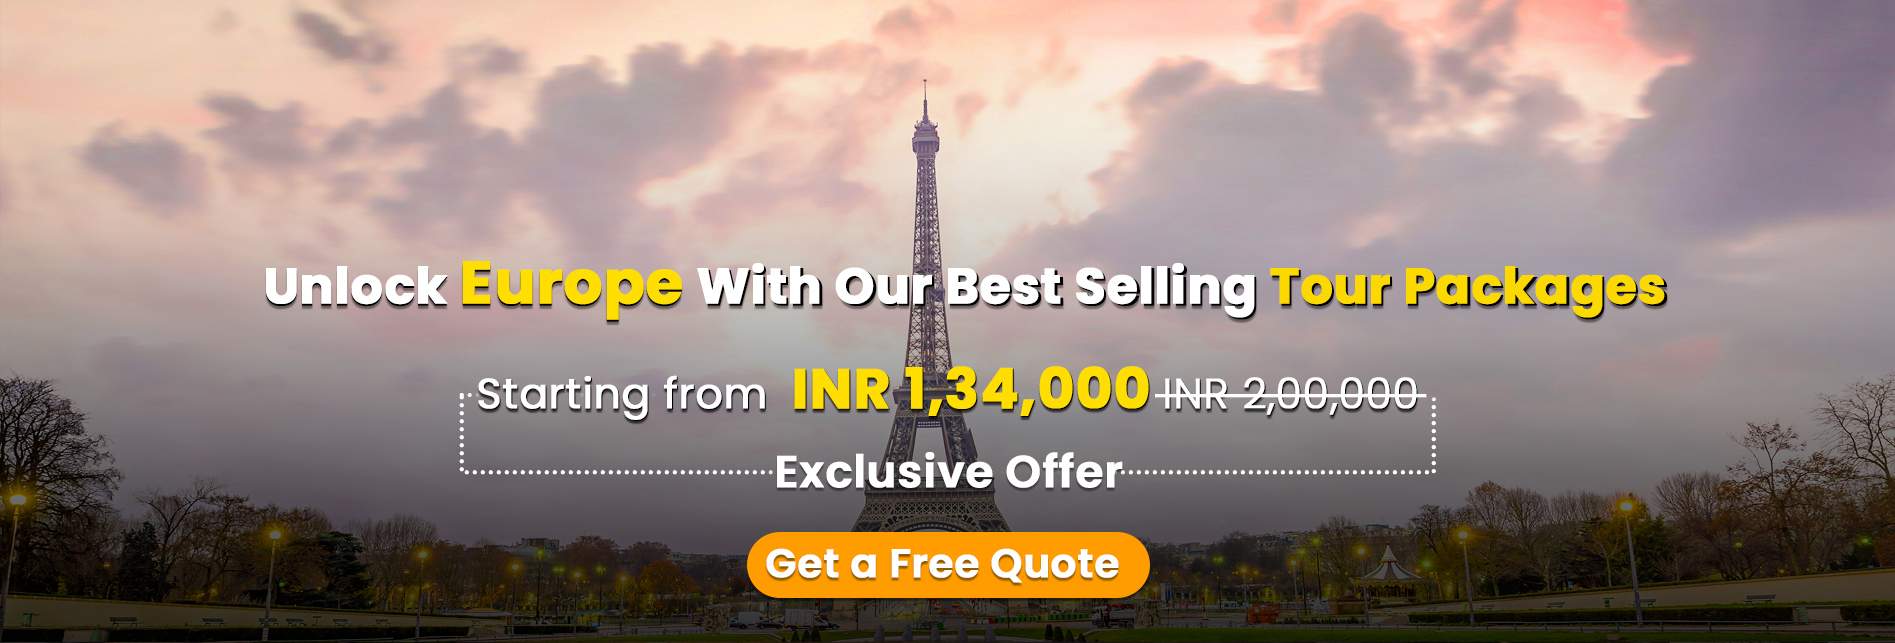 Unlock Europe With Our Best Selling Tour Packages
Starting from INR 1,34,000 INR 2,00,000
Exclusive Offer
Get a Free Quote